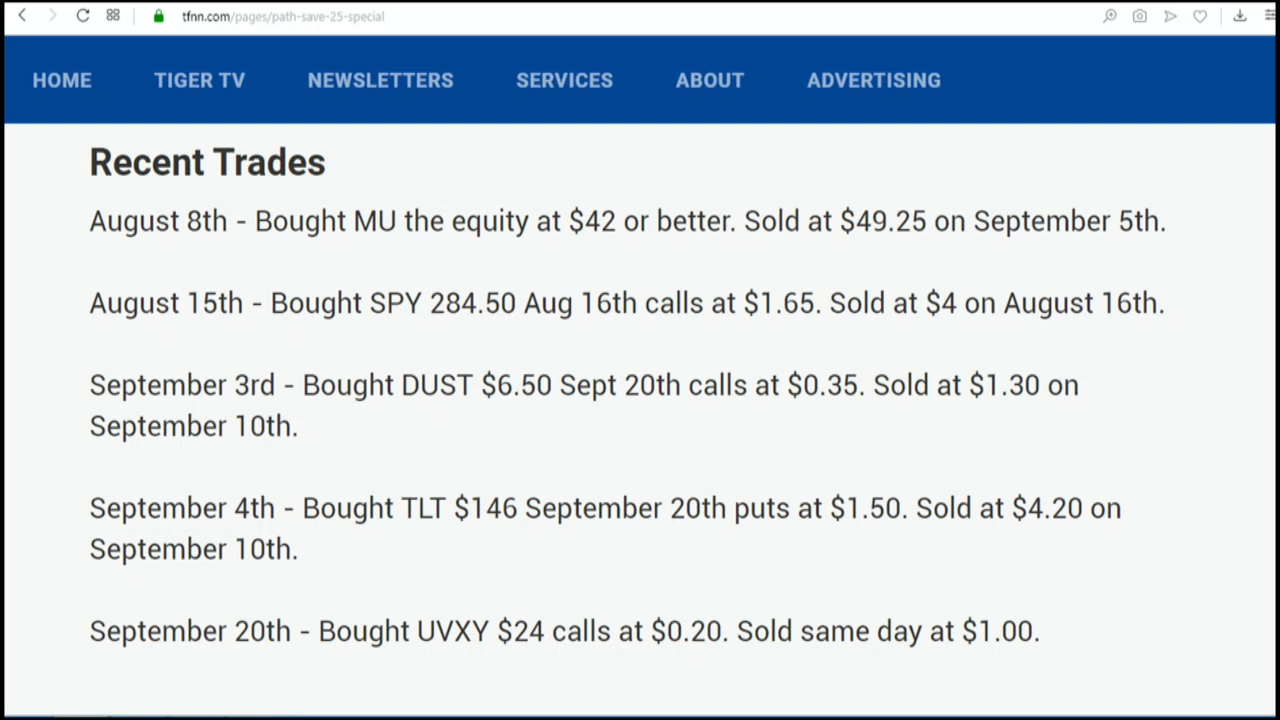 tfnn.com/pages/path-save-25-special
HOME TIGER TV NEWSLETTERS SERVICES ABOUT ADVERTISING
Recent Trades
August 8th - Bought MU the equity at $42 or better. Sold at $49.25 on September 5th.
August 15th - Bought SPY 284.50 Aug 16th calls at $1.65. Sold at $4 on August 16th.
September 3rd - Bought DUST $6.50 Sept 20th calls at $0.35. Sold at $1.30 on
September 10th.
September 4th - Bought TLT $146 September 20th puts at $1.50. Sold at $4.20 on
September 10th.
September 20th - Bought UVXY $24 calls at $0.20. Sold same day at $1.00.